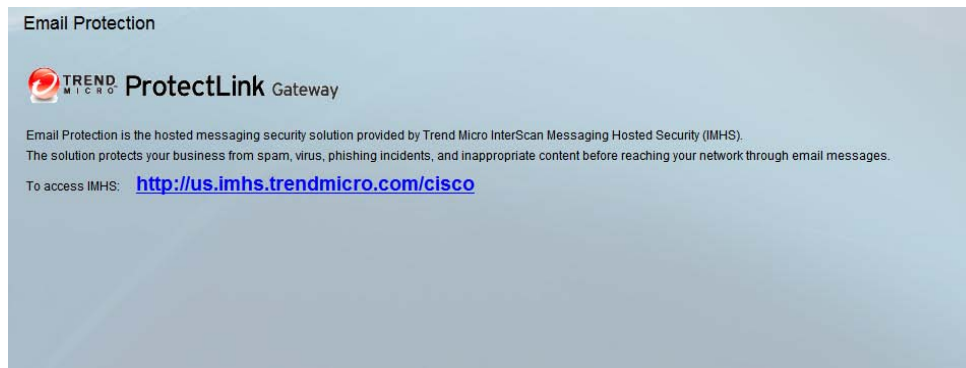 Email Protection
TREND MICRO ProtectLink Gateway
Email Protection is the hosted messaging security solution provided by Trend Micro InterScan Messaging Hosted Security (IMHS).
The solution protects your business from spam, virus, phishing incidents, and inappropriate content before reaching your network through email messages.
To access IMHS: http://us.imhs.trendmicro.com/cisco